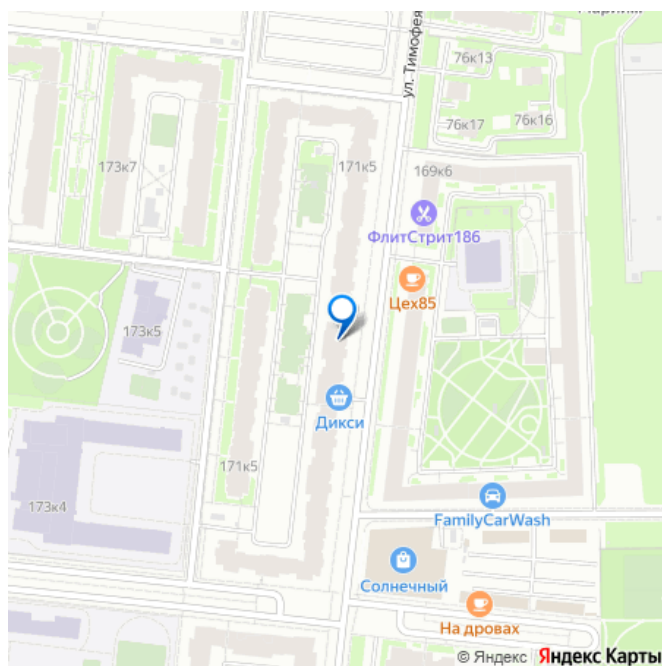 76к13
ул. Тимофея
76к17
76к16
173к7
171к5
169к6
ФлитСтрит186
Цех85
173к5
Дикси
171к5
173к4
FamilyCarWash
Солнечный
На дровах
© Яндекс Яндекс Карты